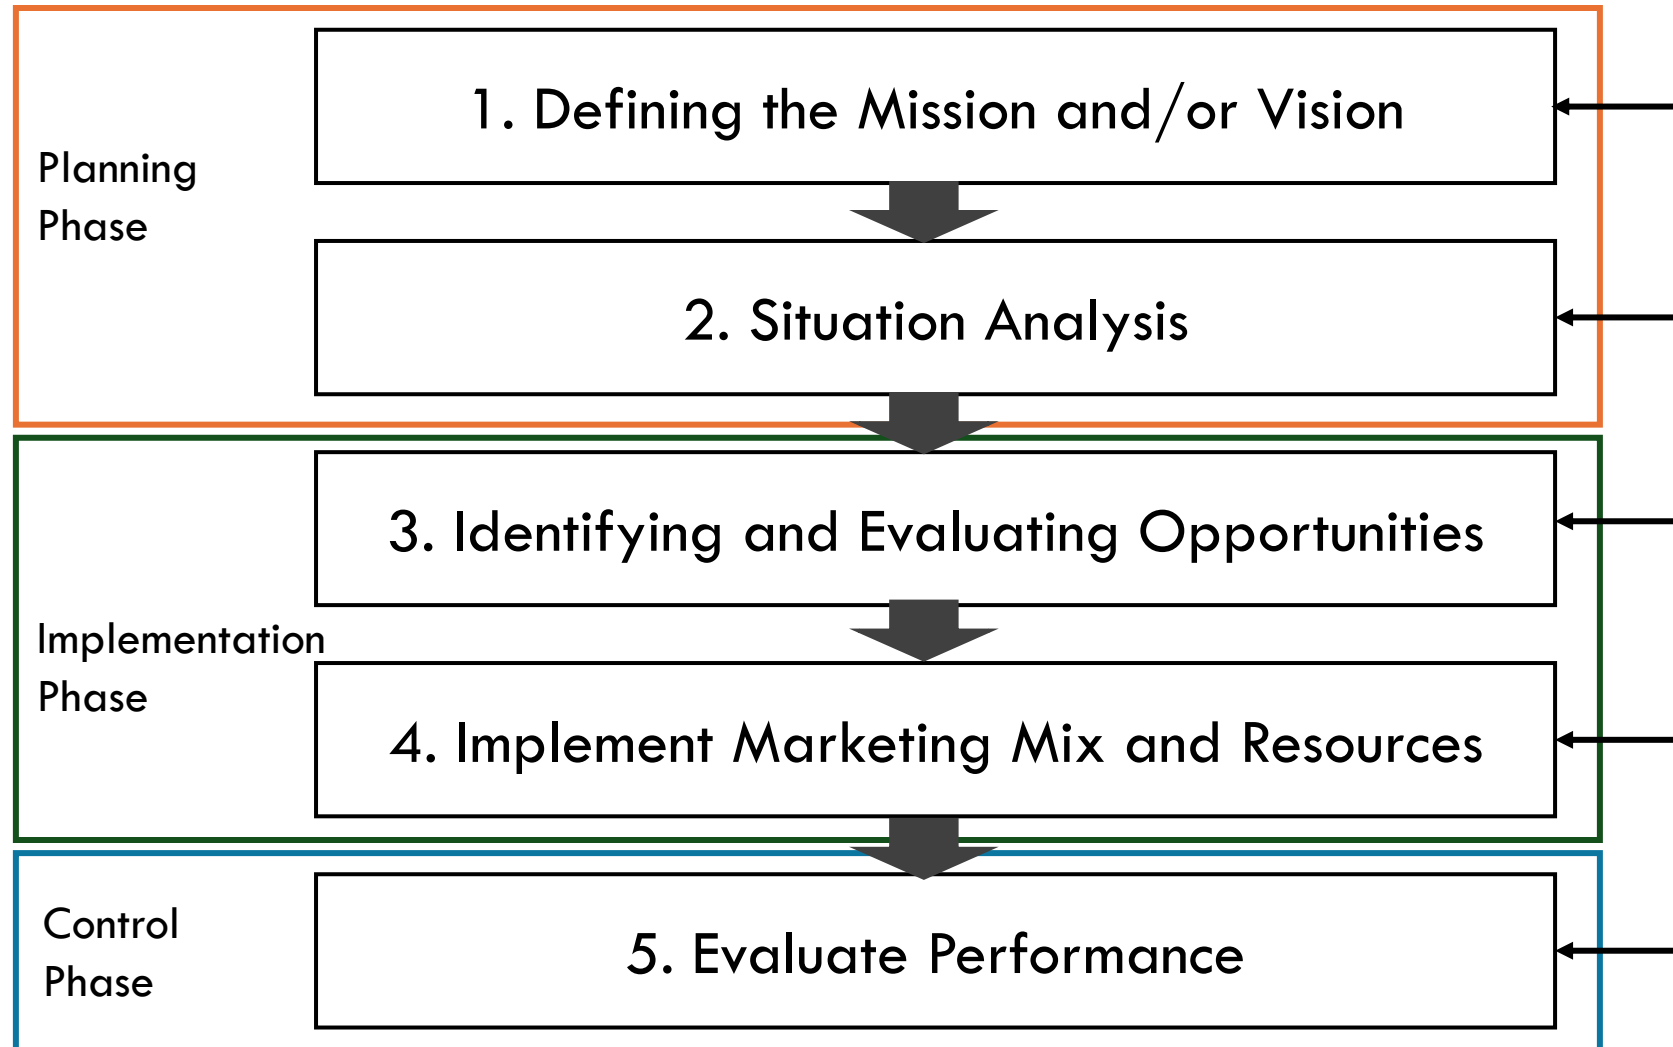 1. Defining the Mission and/or Vision
Planning
Phase
2. Situation Analysis
3. Identifying and Evaluating Opportunities
Implementation
Phase
4. Implement Marketing Mix and Resources
Control
Phase
5. Evaluate Performance